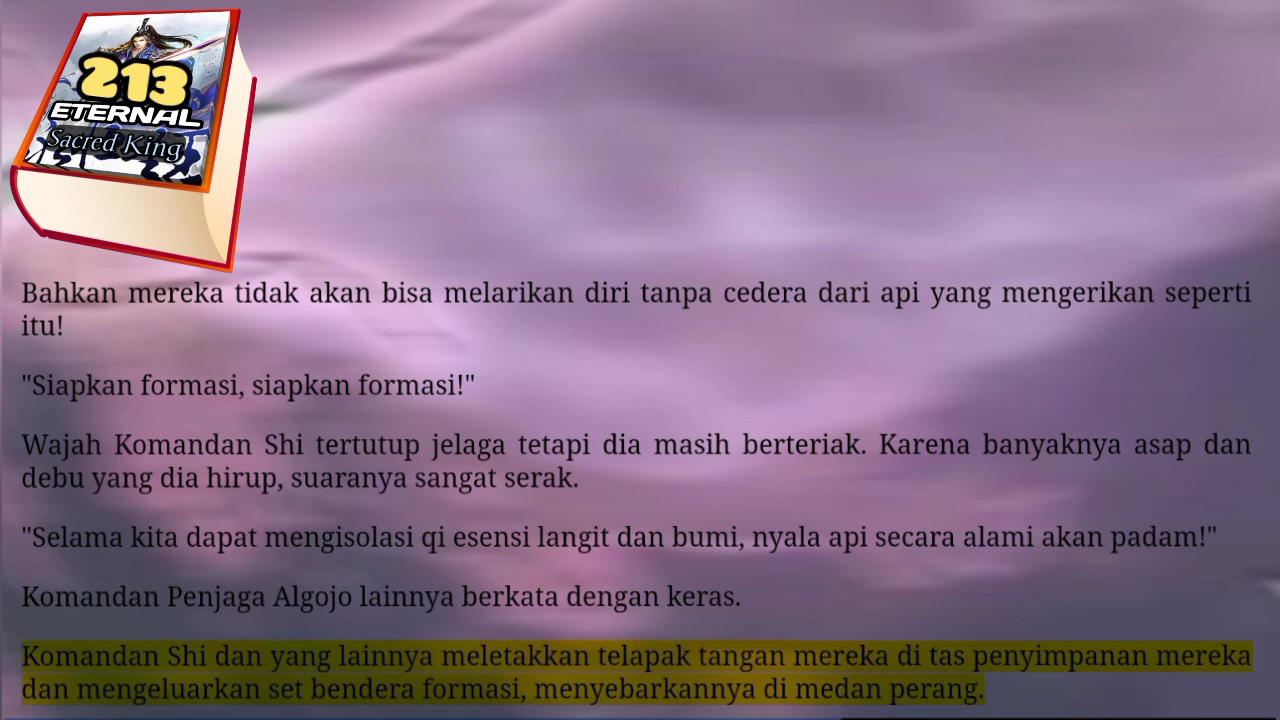 213
ETERNAL
Sacred King
Bahkan mereka tidak akan bisa melarikan diri tanpa cedera dari api yang mengerikan seperti
itu!
"Siapkan formasi, siapkan formasi!"
Wajah Komandan Shi tertutup jelaga tetapi dia masih berteriak. Karena banyaknya asap dan
debu yang dia hirup, suaranya sangat serak.
"Selama kita dapat mengisolasi qi esensi langit dan bumi, nyala api secara alami akan padam!"
Komandan Penjaga Algojo lainnya berkata dengan keras.
Komandan Shi dan yang lainnya meletakkan telapak tangan mereka di tas penyimpanan mereka
dan mengeluarkan set bendera formasi, menyebarkannya di medan perang.